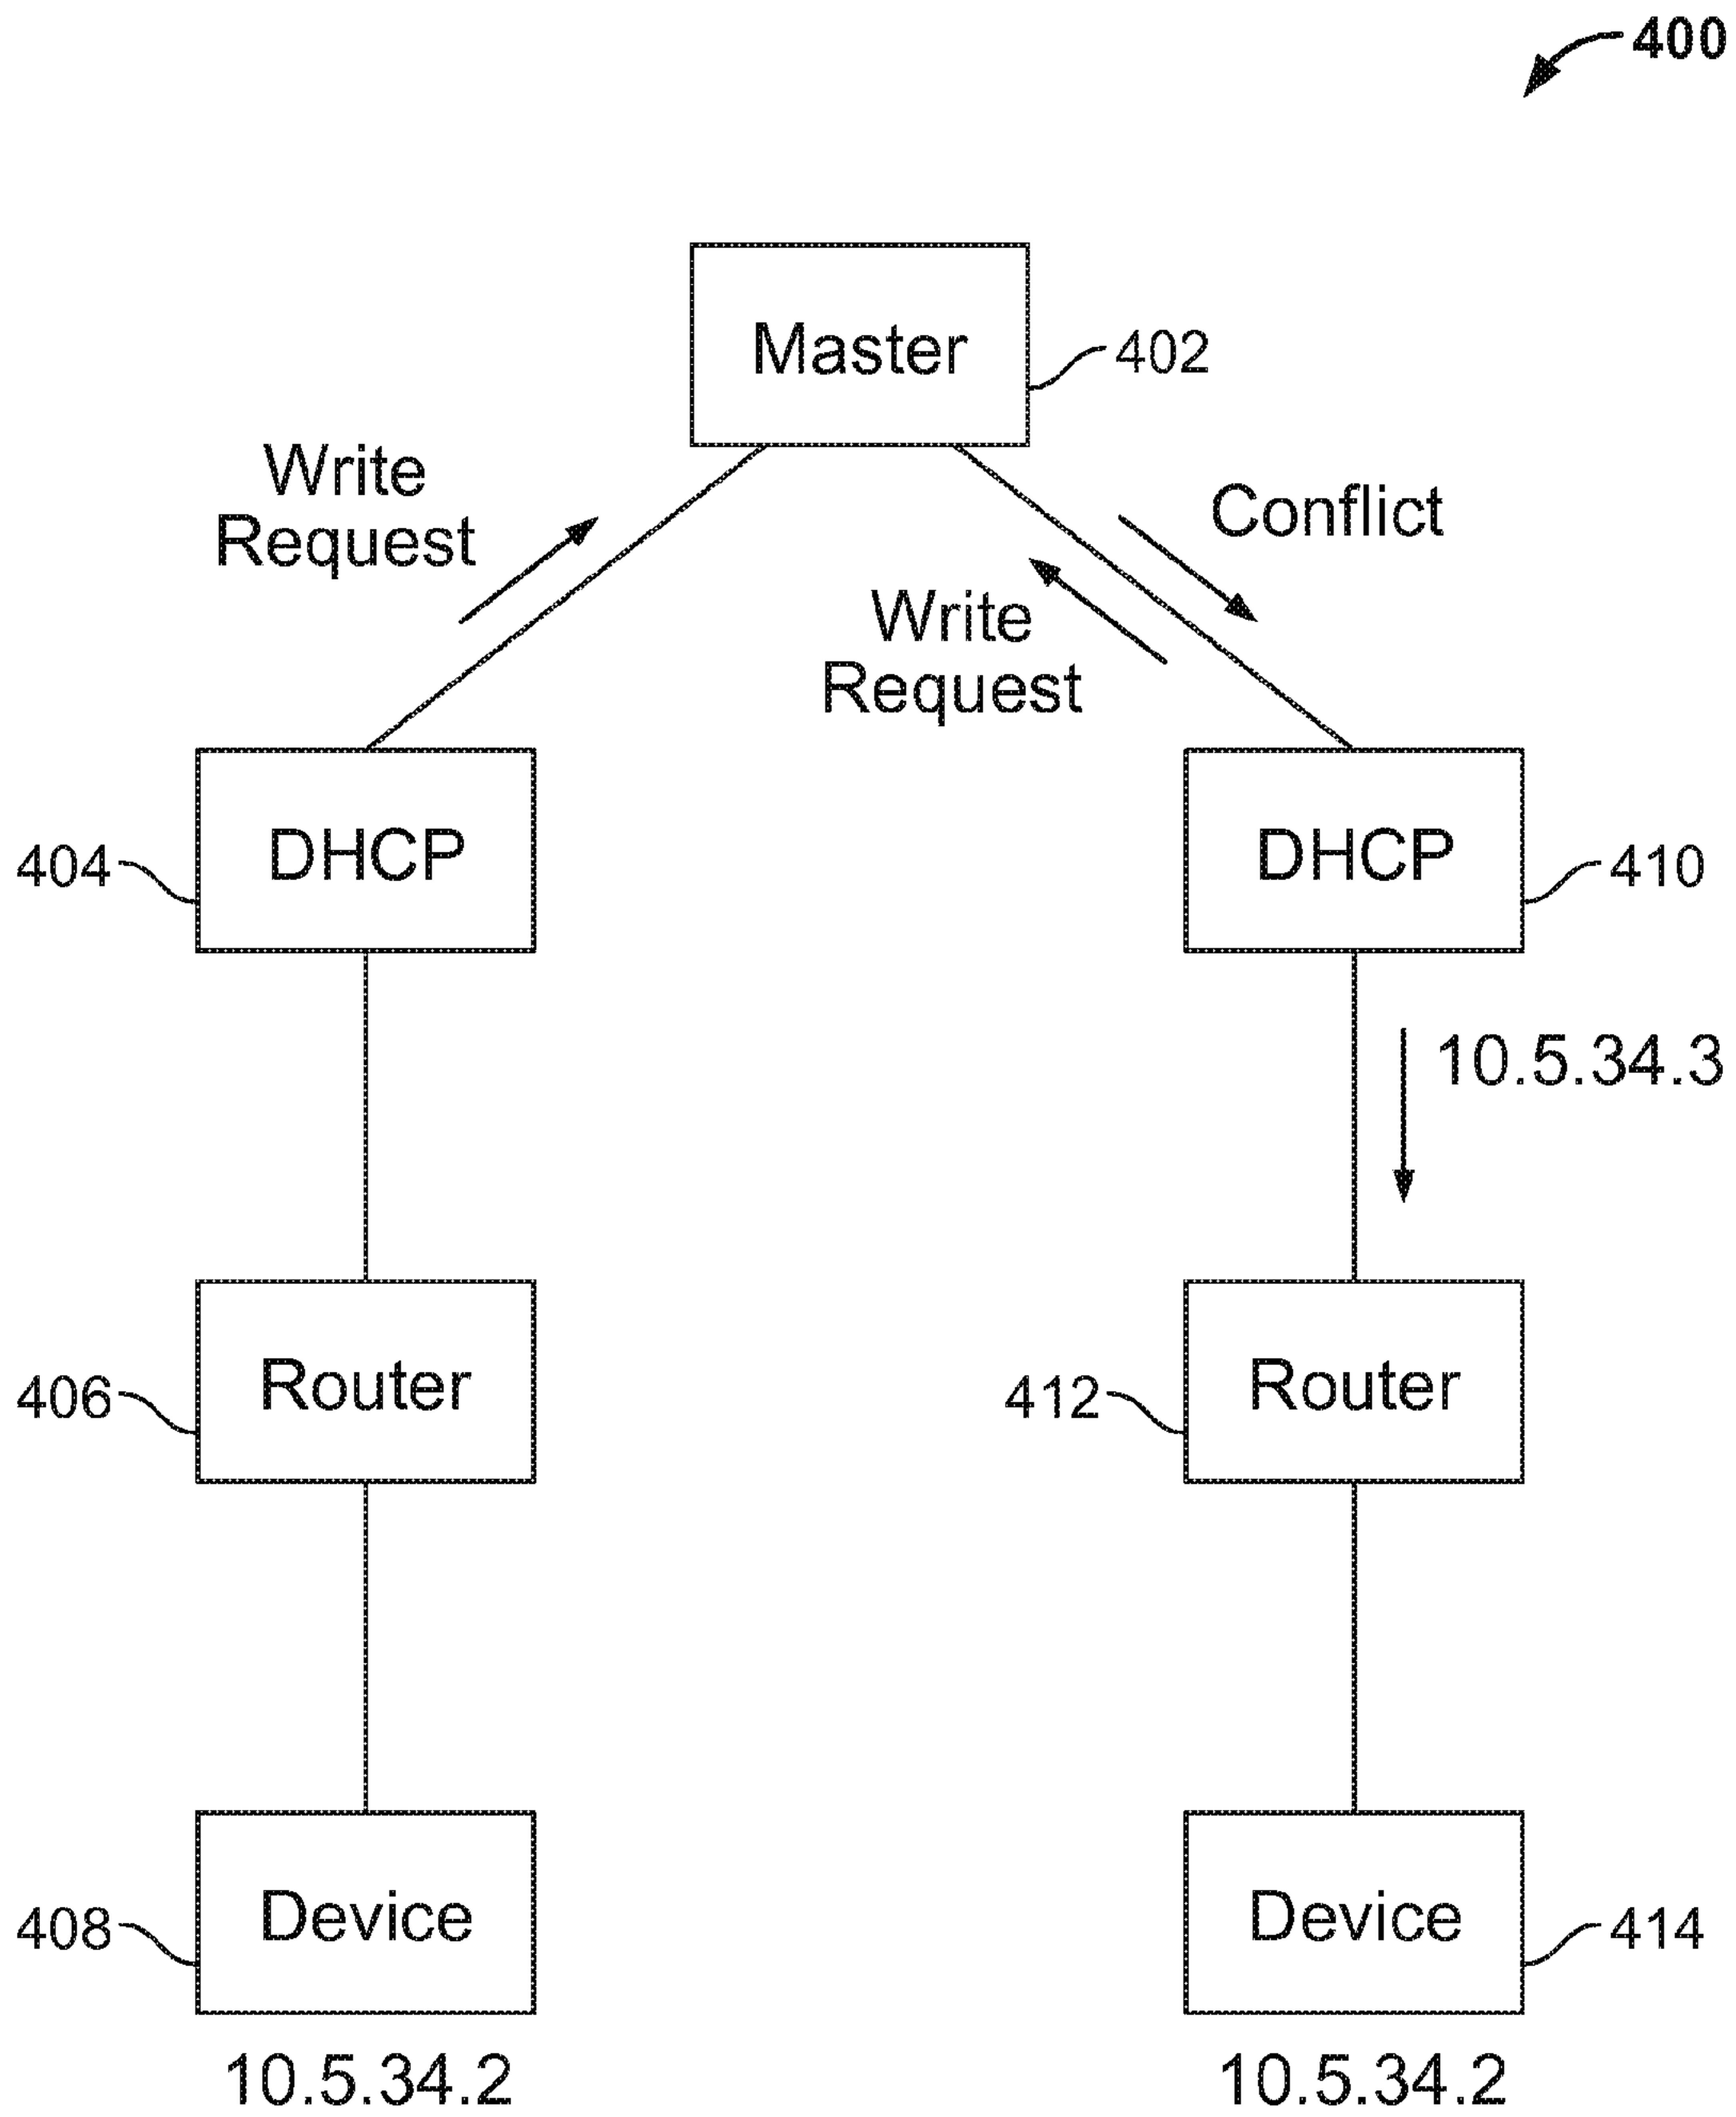 400
Master
402
Write
Request
Conflict
Write
Request
DHCP
404
DHCP
410
10.5.34.3
Router
406
412
Router
Device
408
Device
414
10.5.34.2
10.5.34.2